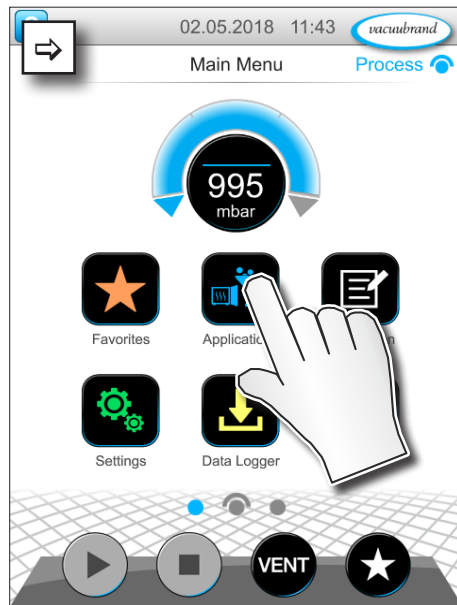 02.05.2018 11:43 vacuubrand
Main Menu Process
995
mbar
Favorites
Settings Data Logger
VENT